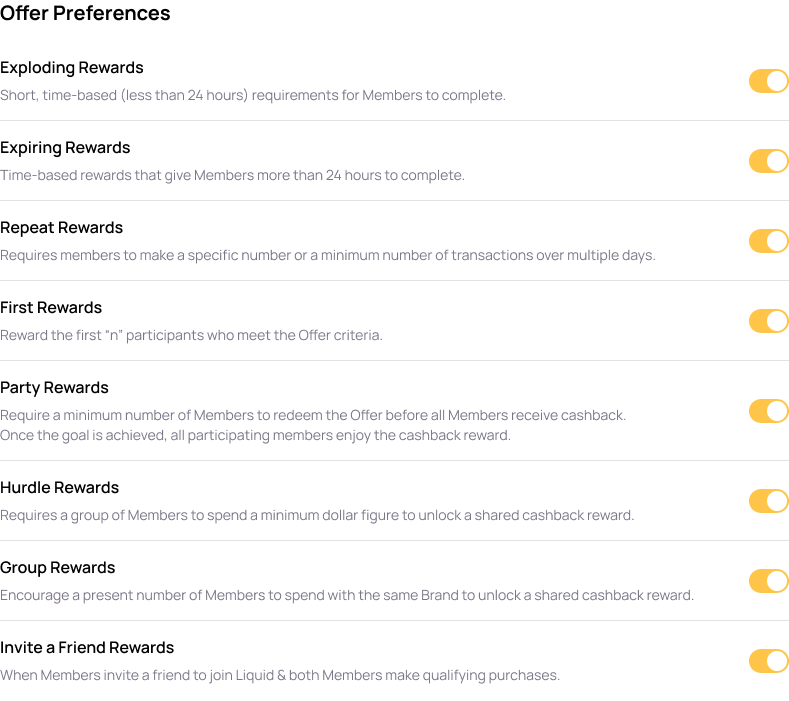 Offer Preferences
Exploding Rewards
Short, time-based (less than 24 hours) requirements for Members to complete.
Expiring Rewards
Time-based rewards that give Members more than 24 hours to complete.
Repeat Rewards
Requires members to make a specific number or a minimum number of transactions over multiple days.
First Rewards
Reward the first “n” participants who meet the Offer criteria.
Party Rewards
Require a minimum number of Members to redeem the Offer before all Members receive cashback.
Once the goal is achieved, all participating members enjoy the cashback reward.
Hurdle Rewards
Requires a group of Members to spend a minimum dollar figure to unlock a shared cashback reward.
Group Rewards
Encourage a present number of Members to spend with the same Brand to unlock a shared cashback reward.
Invite a Friend Rewards
When Members invite a friend to join Liquid & both Members make qualifying purchases.